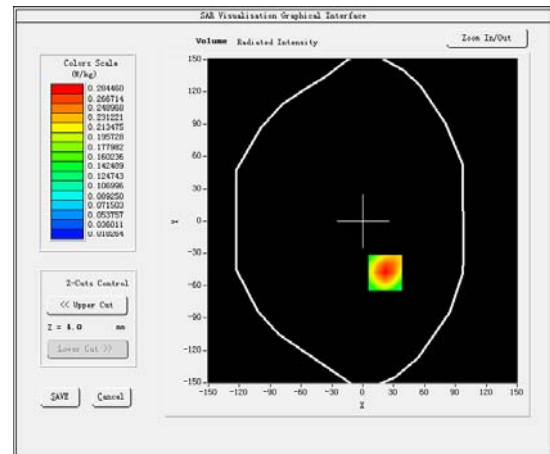 SAR Visualisation Graphical Interface
Volume Radiated Intensity
Zoom In/Out
Colors Scale
(W/kg)
0.284460
0.266714
0.248968
0.231221
0.213475
0.195728
0.177982
0.160236
0.142489
0.124743
0.106996
0.089250
0.071503
0.053757
0.036011
0.018264
150
120
90
60
30
0
-30
-60
-90
-120
-150
Y
-150 -120 -90 -60 -30 0 30 60 90 120 150
X
Z-Cuts Control
<< Upper Cut
Z = 4.0 mm
Lower Cut >>
SAVE
Cancel